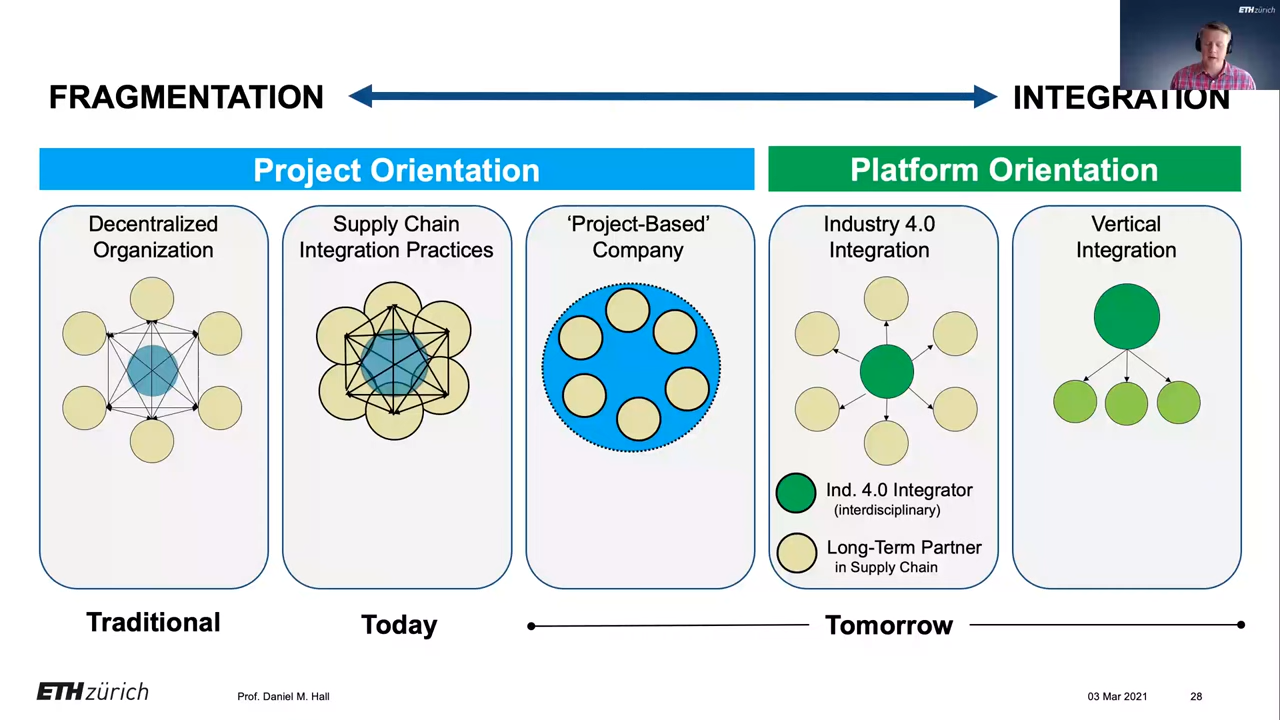 ETHzürich
FRAGMENTATION
INTEGRATION
Project Orientation
Platform Orientation
Decentralized
Organization
Supply Chain
Integration Practices
‘Project-Based’
Company
Industry 4.0
Integration
Vertical
Integration
Ind. 4.0 Integrator
(interdisciplinary)
Long-Term Partner
in Supply Chain
Traditional
Today
Tomorrow
ETHzürich
Prof. Daniel M. Hall
03 Mar 2021
28